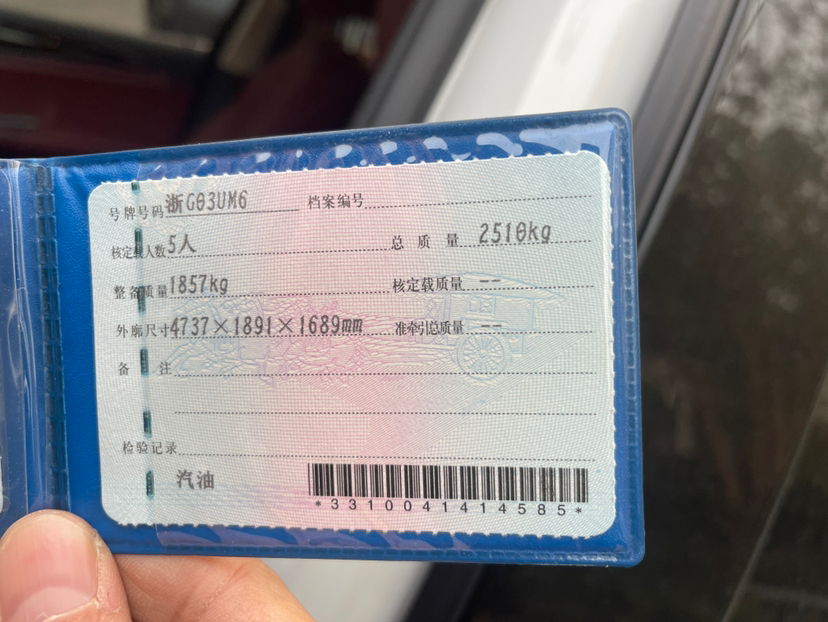 号牌号码 浙G03UM6 档案编号
核定载人数 5人 总质量 2510kg
整备质量 1857kg 核定载质量 --
外廓尺寸 4737×1891×1689mm 准牵引总质量 --
备注
检验记录
汽油
*3310041414585*